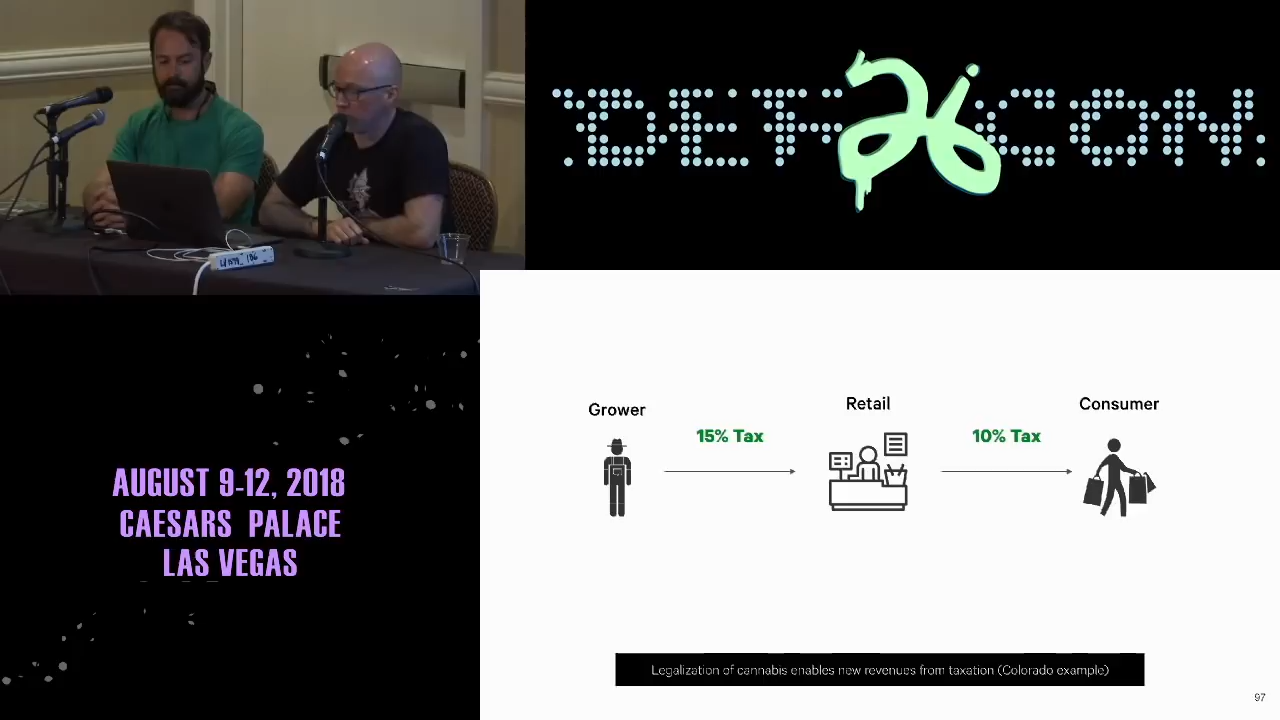 DEF 26 CON.
AUGUST 9-12, 2018
CAESARS PALACE
LAS VEGAS
Grower
15% Tax
Retail
10% Tax
Consumer
Legalization of cannabis enables new revenues from taxation (Colorado example)
97